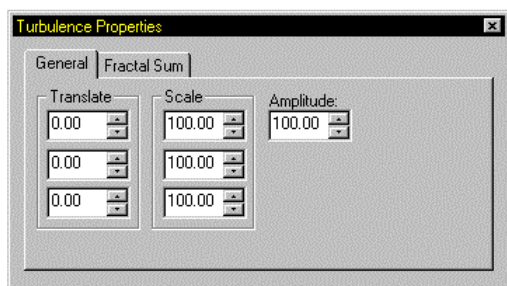 Turbulence Properties
General Fractal Sum
Translate Scale Amplitude:
0.00 100.00 100.00
0.00 100.00
0.00 100.00